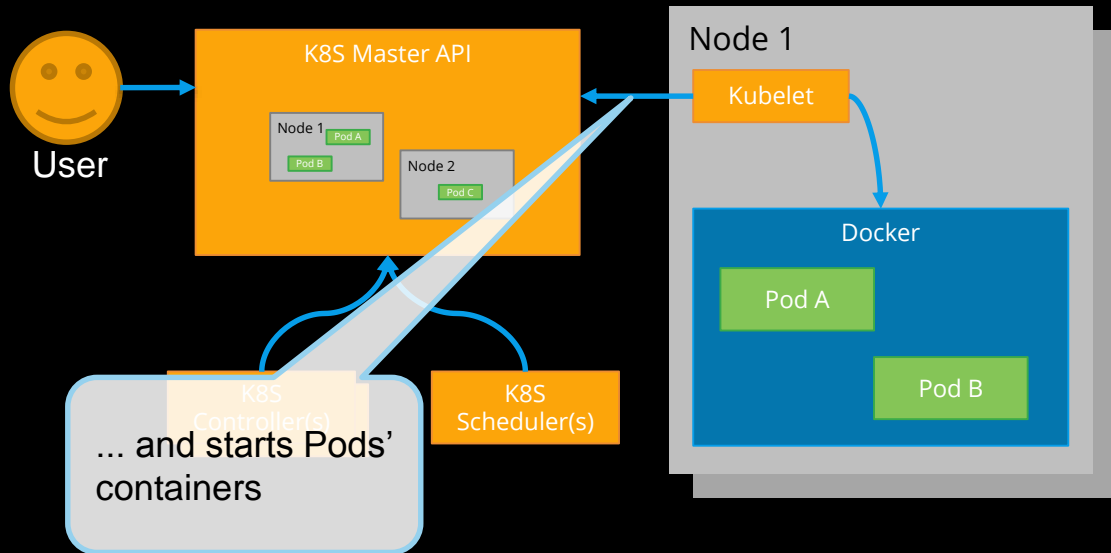 K8S Master API
Node 1
Pod A
Pod B
Node 2
Pod C
User
Node 1
Kubelet
Docker
Pod A
Pod B
K8S
Controller(s)
K8S
Scheduler(s)
... and starts Pods’
containers